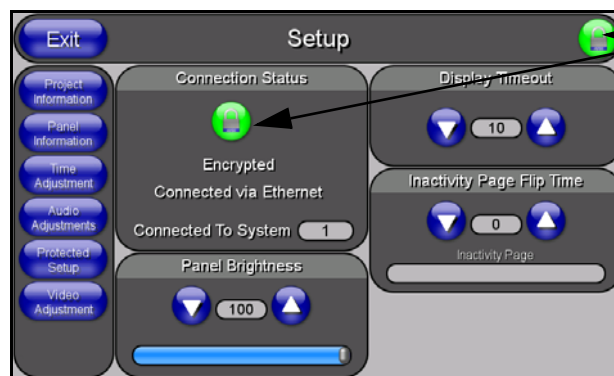 Exit
Setup
Project
Information
Panel
Information
Time
Adjustment
Audio
Adjustments
Protected
Setup
Video
Adjustment
Connection Status
Encrypted
Connected via Ethernet
Connected To System 1
Panel Brightness
100
Display Timeout
10
Inactivity Page Flip Time
0
Inactivity Page